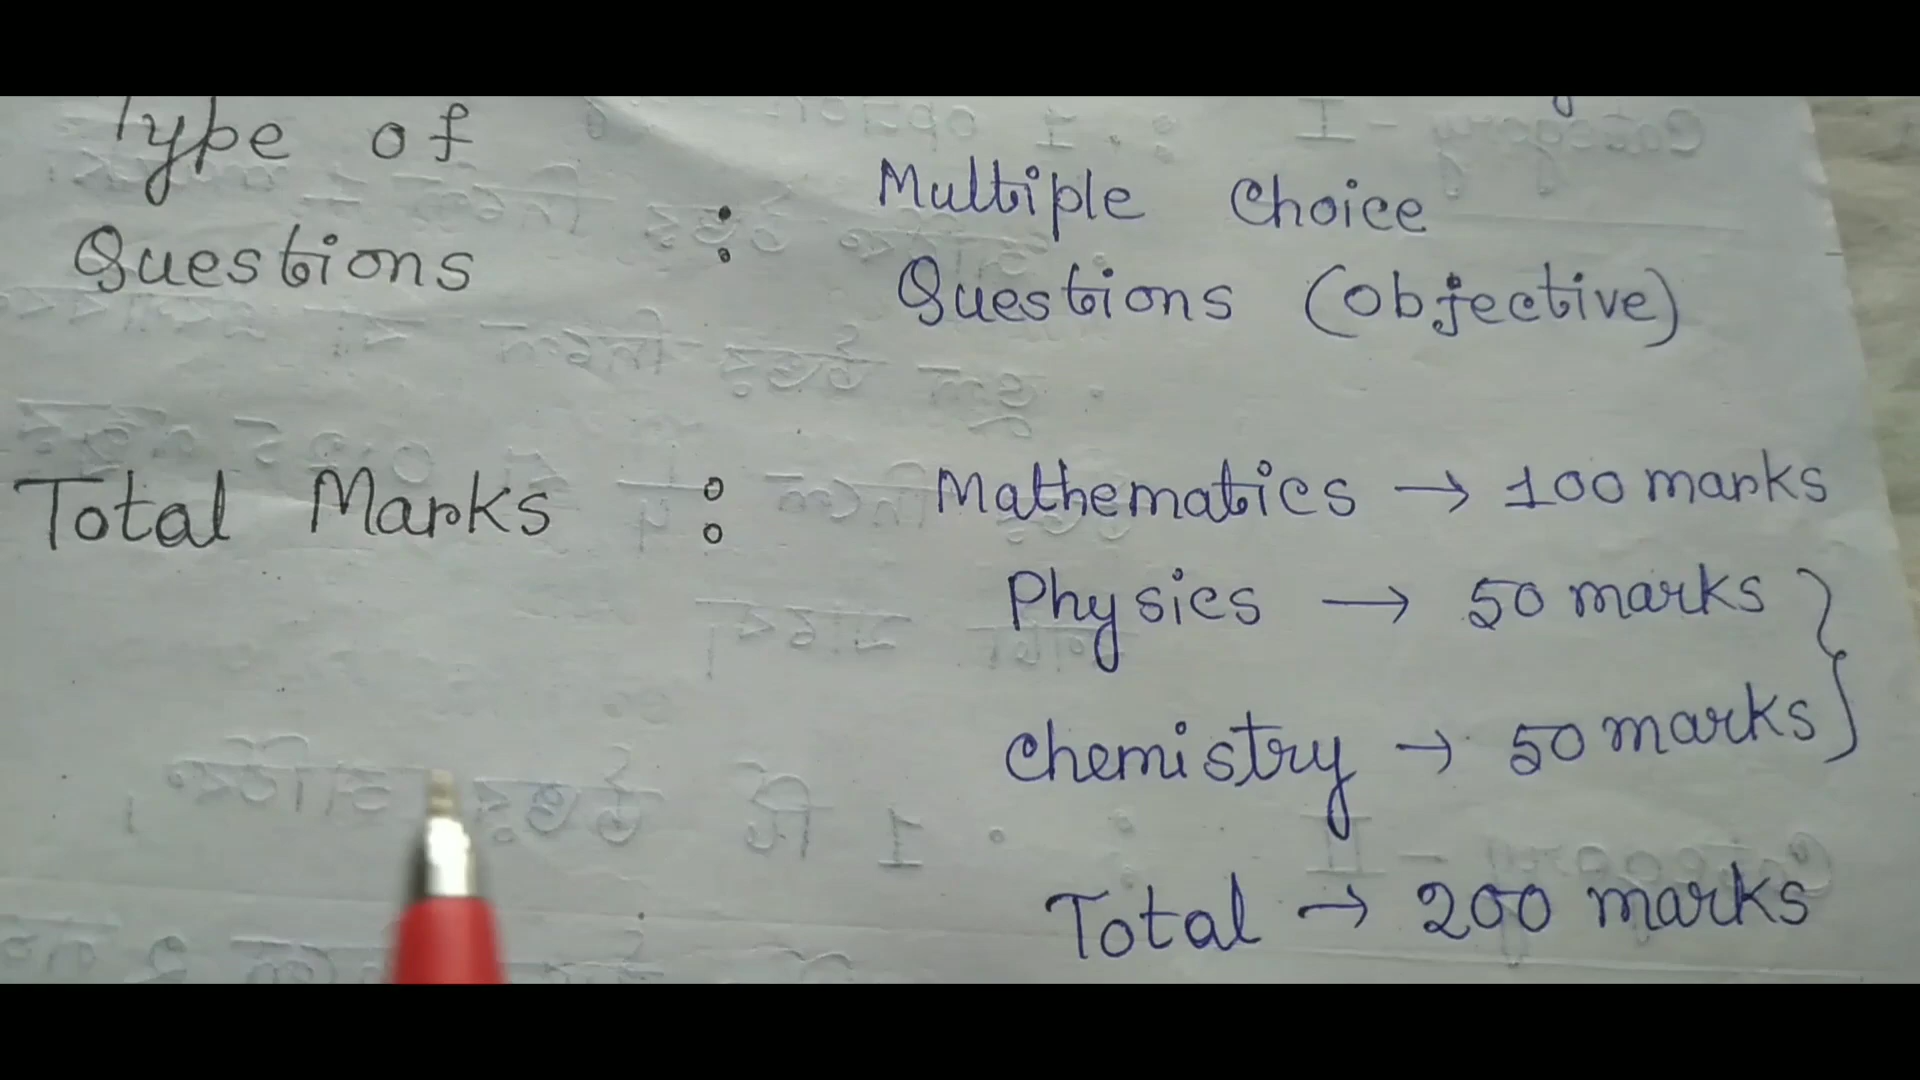 Type of
Questions : Multiple Choice
Questions (Objective)
Total Marks : Mathematics → 100 marks
Physics → 50 marks }
Chemistry → 50 marks
Total → 200 marks